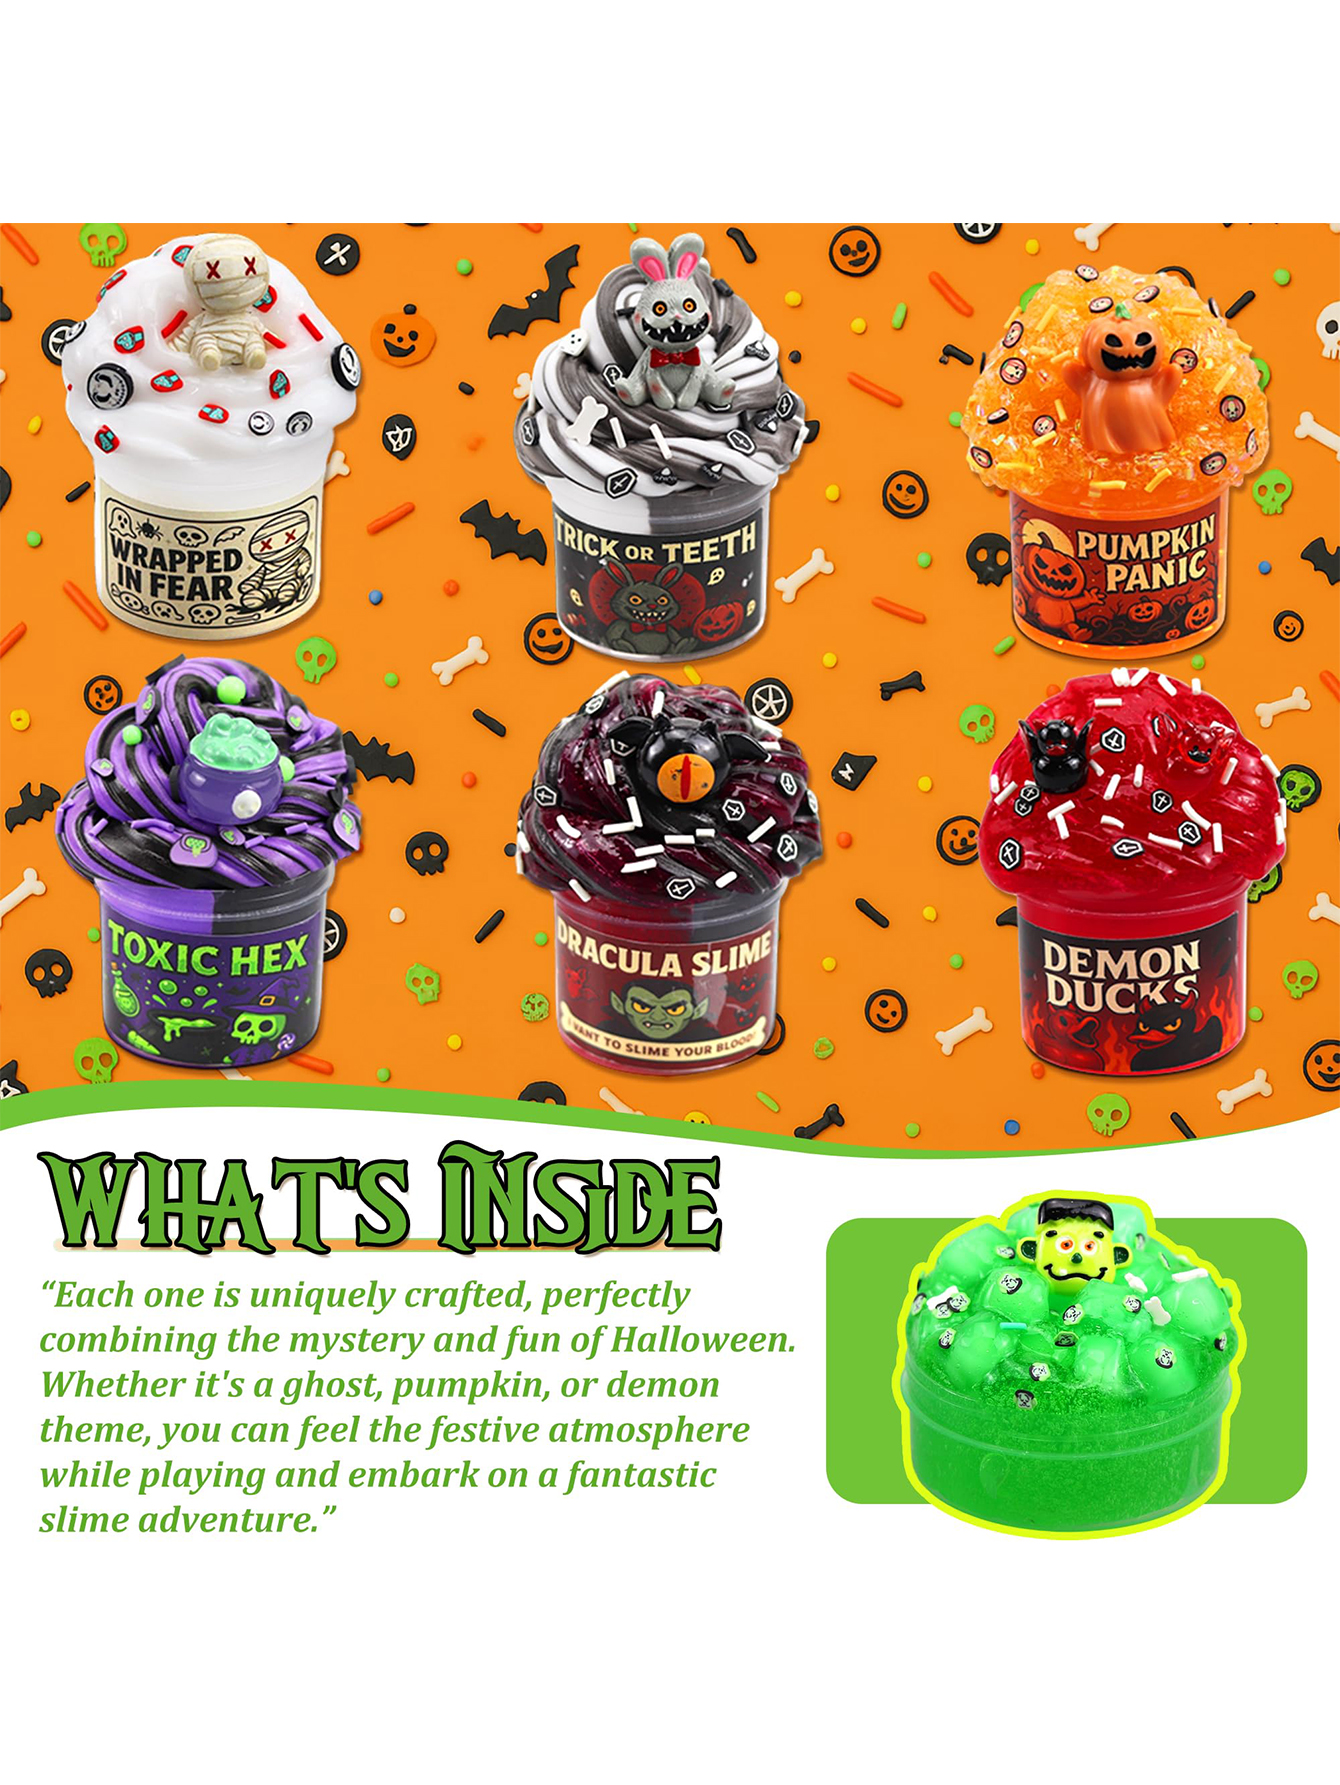 WRAPPED
IN FEAR
TRICK OR TEETH
PUMPKIN
PANIC
TOXIC HEX
DRACULA SLIME
I WANT TO SLIME YOUR BLOOD!
DEMON
DUCKS
WHAT'S INSIDE
“Each one is uniquely crafted, perfectly
combining the mystery and fun of Halloween.
Whether it's a ghost, pumpkin, or demon
theme, you can feel the festive atmosphere
while playing and embark on a fantastic
slime adventure.”